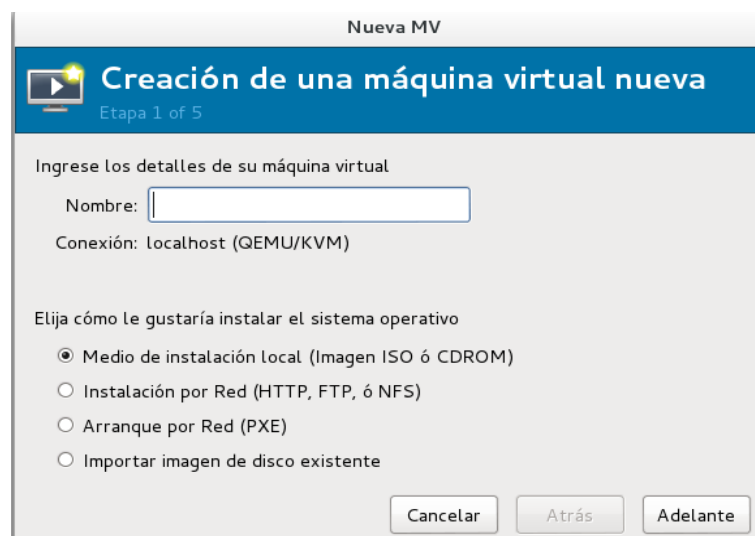 Nueva MV
Creación de una máquina virtual nueva
Etapa 1 of 5
Ingrese los detalles de su máquina virtual
Nombre:
Conexión: localhost (QEMU/KVM)
Elija cómo le gustaría instalar el sistema operativo
Medio de instalación local (Imagen ISO ó CDROM)
Instalación por Red (HTTP, FTP, ó NFS)
Arranque por Red (PXE)
Importar imagen de disco existente
Cancelar Atrás Adelante